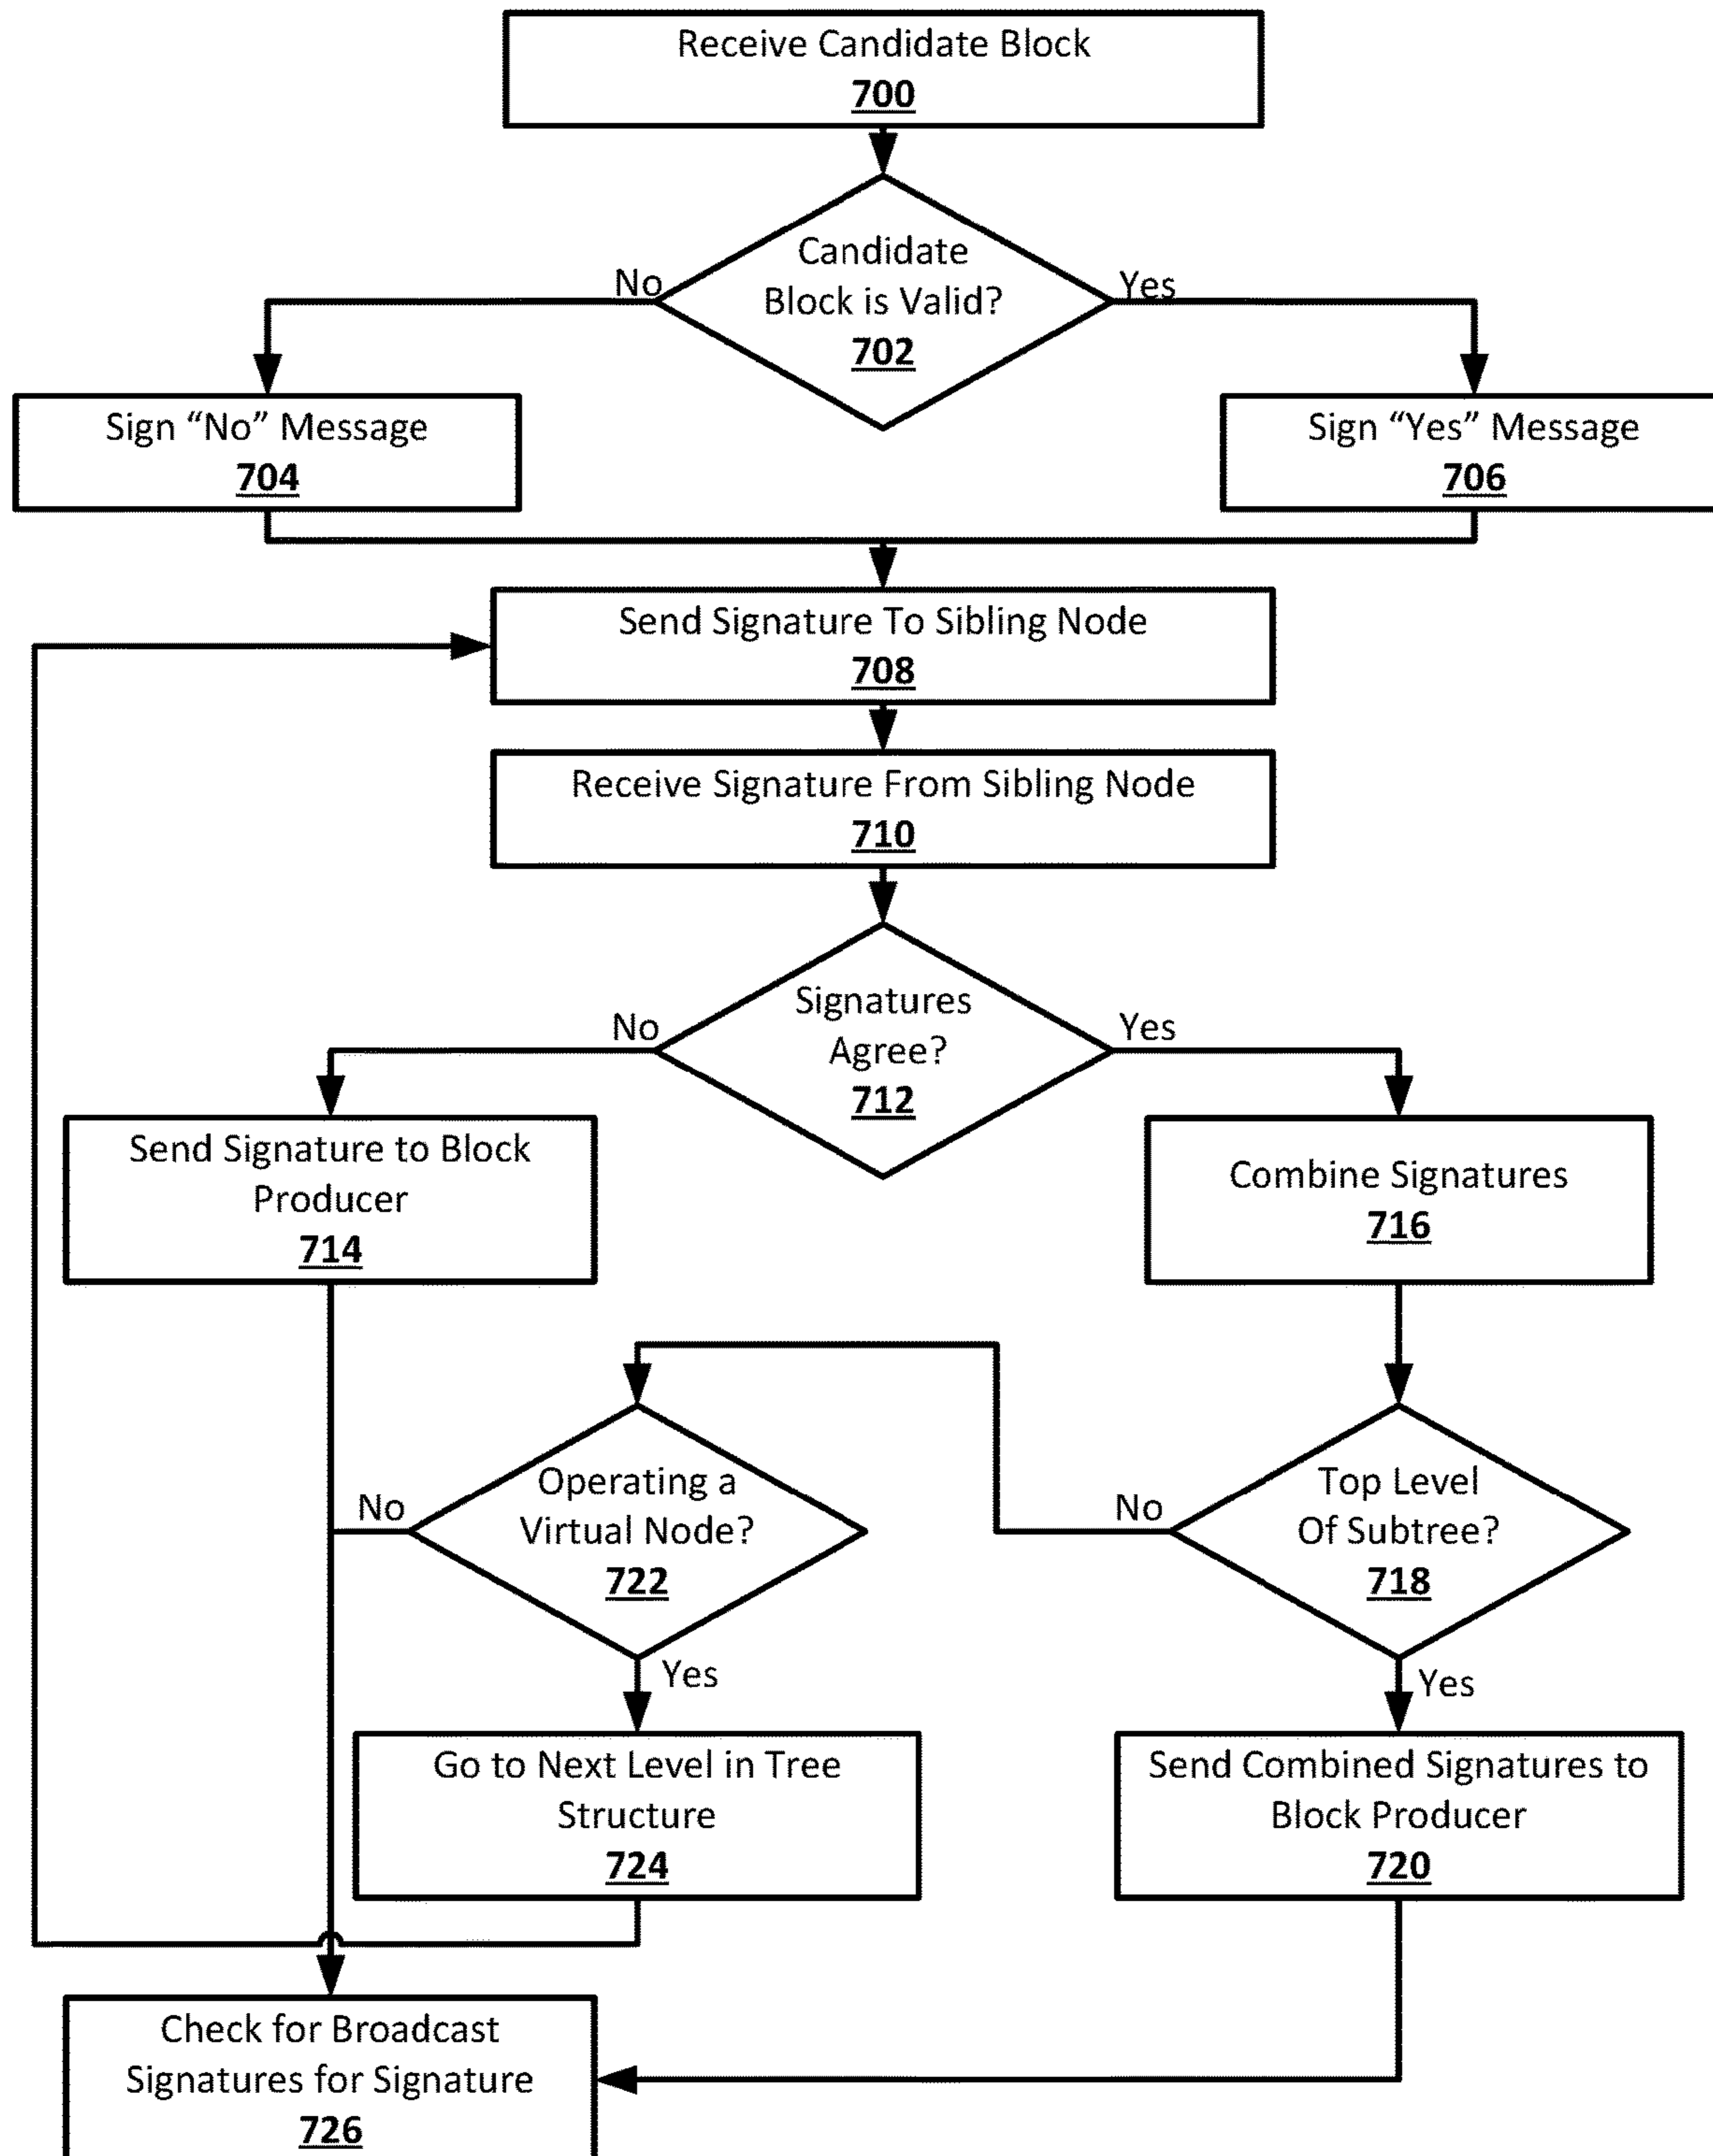 Receive Candidate Block
700
Candidate
Block is Valid?
702
No
Yes
Sign “No” Message
704
Sign “Yes” Message
706
Send Signature To Sibling Node
708
Receive Signature From Sibling Node
710
Signatures
Agree?
712
No
Yes
Send Signature to Block
Producer
714
Combine Signatures
716
Operating a
Virtual Node?
722
No
Yes
Top Level
Of Subtree?
718
No
Yes
Go to Next Level in Tree
Structure
724
Send Combined Signatures to
Block Producer
720
Check for Broadcast
Signatures for Signature
726